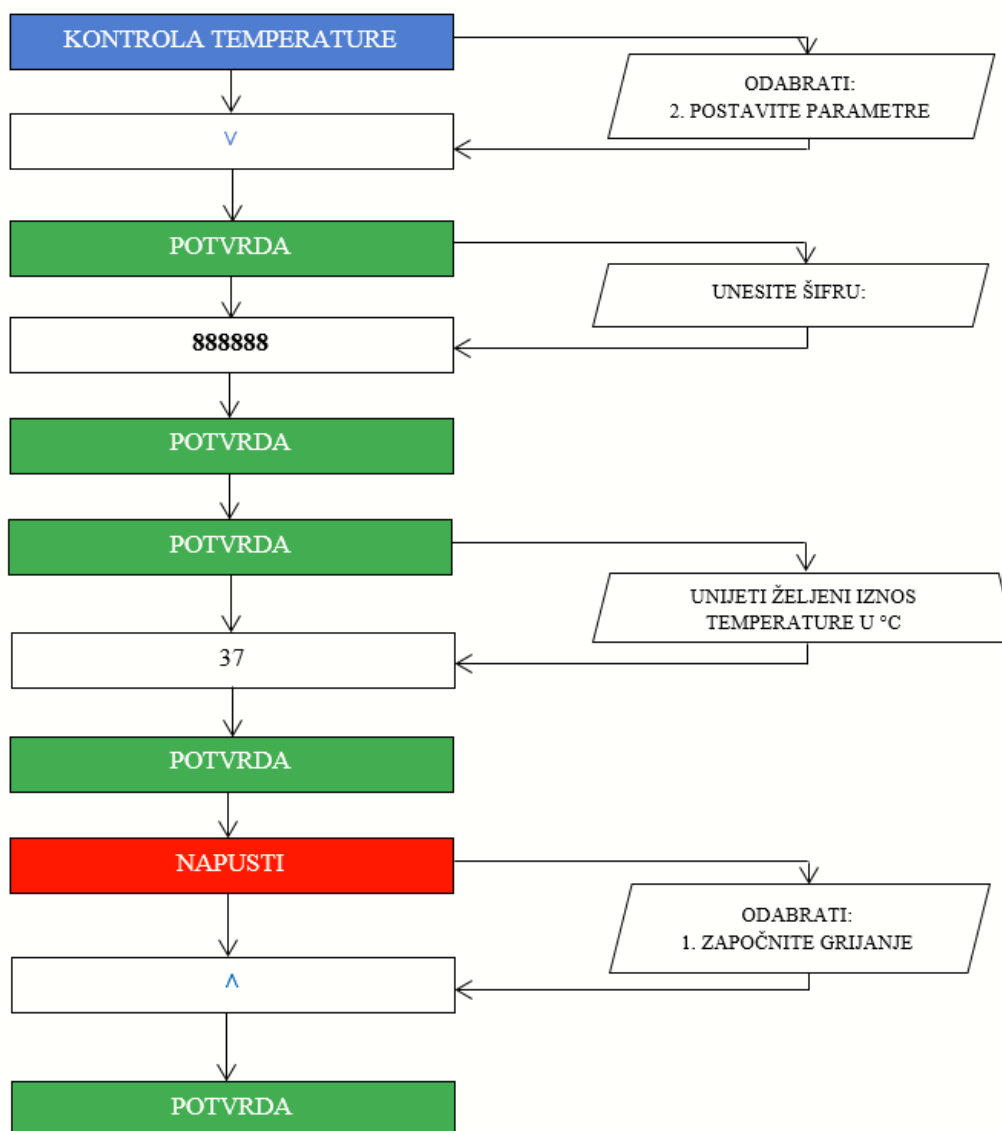 KONTROLA TEMPERATURE
ODABRATI:
2. POSTAVITE PARAMETRE
˅
POTVRDA
UNESITE ŠIFRU:
888888
POTVRDA
POTVRDA
UNIJETI ŽELJENI IZNOS
TEMPERATURE U °C
37
POTVRDA
NAPUSTI
ODABRATI:
1. ZAPOČNITE GRIJANJE
˄
POTVRDA